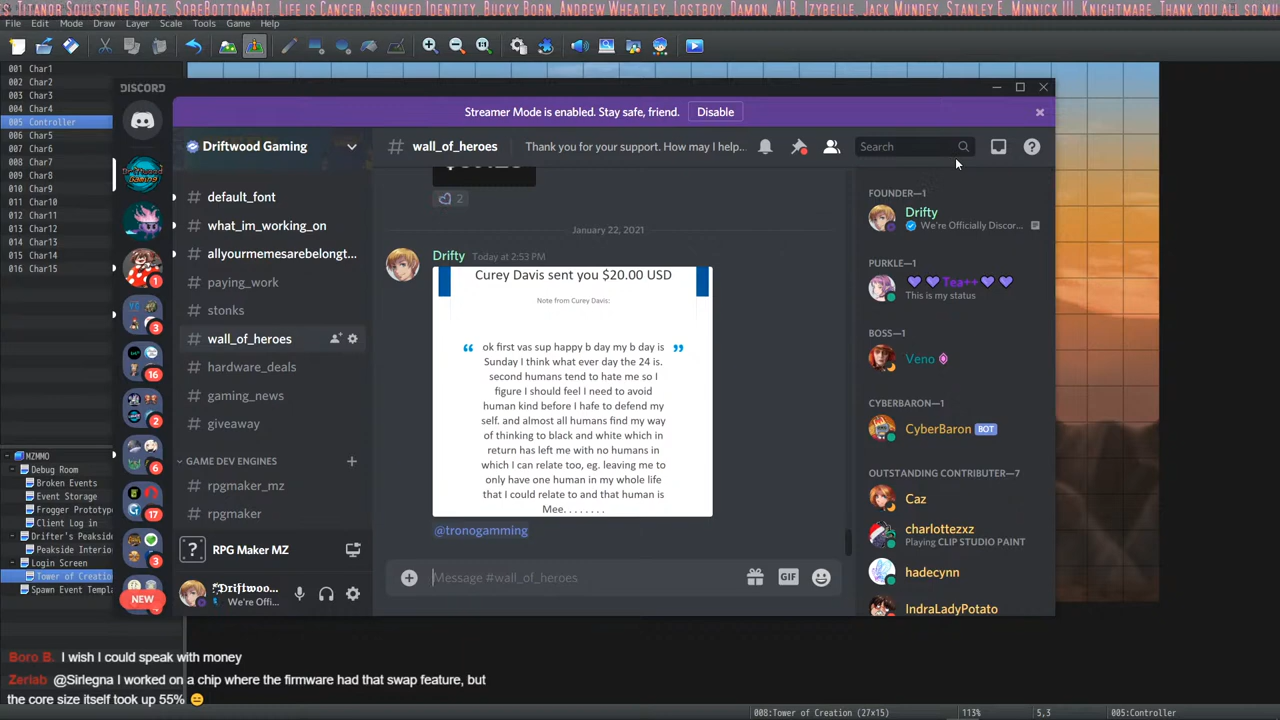 S, TITANOR SOULSTONE BLAZE, SOREBOTTOMART, LIFE IS CANCER, ASSUMED IDENTITY, BUCKY BORN, ANDREW WHEATLEY, LOSTBOY, DAMON, AL B, IZYBELLE, JACK MUNDEY, STANLEY E. MINNICK III, KNIGHTMARE. THANK YOU ALL SO MU
File Edit Mode Draw Layer Scale Tools Game Help
001 Char1
002 Char2
003 Char3
004 Char4
005 Controller
006 Char5
007 Char6
008 Char7
009 Char8
010 Char9
011 Char10
012 Char11
013 Char12
014 Char13
015 Char14
016 Char15
MZMMO
Debug Room
Broken Events
Event Storage
Frogger Prototyp
Client Log in
Drifter's Peakside
Peakside Interio
Login Screen
Tower of Creatio
Spawn Event Templa
DISCORD
1
3
16
2
6
17
3
NEW
Streamer Mode is enabled. Stay safe, friend.
Disable
Driftwood Gaming
default_font
what_im_working_on
allyourmemesarebelongt...
paying_work
stonks
wall_of_heroes
hardware_deals
gaming_news
giveaway
GAME DEV ENGINES
rpgmaker_mz
rpgmaker
RPG Maker MZ
Driftwoo...
We're Offi...
# wall_of_heroes
Thank you for your support. How may I help...
Search
2
January 22, 2021
Drifty Today at 2:53 PM
Curey Davis sent you $20.00 USD
Note from Curey Davis:
“ ok first vas sup happy b day my b day is ”
Sunday I think what ever day the 24 is.
second humans tend to hate me so I
figure I should feel I need to avoid
human kind before I hafe to defend my
self. and almost all humans find my way
of thinking to black and white which in
return has left me with no humans in
which I can relate too, eg. leaving me to
only have one human in my whole life
that I could relate to and that human is
Mee. . . . . . . .
@tronogamming
Message #wall_of_heroes
GIF
FOUNDER—1
Drifty
We're Officially Discor...
PURKLE—1
💜 💜 Tea++ 💜 💜
This is my status
BOSS—1
Veno
CYBERBARON—1
CyberBaron BOT
OUTSTANDING CONTRIBUTER—7
Caz
charlottezxz
Playing CLIP STUDIO PAINT
hadecynn
IndraLadyPotato
Boro B. I wish I could speak with money
Zeriab @Sirlegna I worked on a chip where the firmware had that swap feature, but
the core size itself took up 55% 😑
008:Tower of Creation (27x15) 113% 5,3 005:Controller